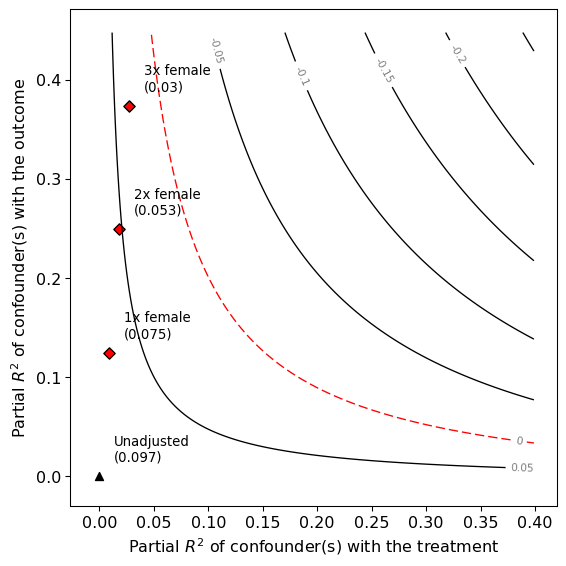 -0.05
-0.1
-0.15
-0.2
3x female
(0.03)
2x female
(0.053)
1x female
(0.075)
Unadjusted
(0.097)
0
0.05
0.4
0.3
0.2
0.1
0.0
Partial R² of confounder(s) with the outcome
0.00 0.05 0.10 0.15 0.20 0.25 0.30 0.35 0.40
Partial R² of confounder(s) with the treatment